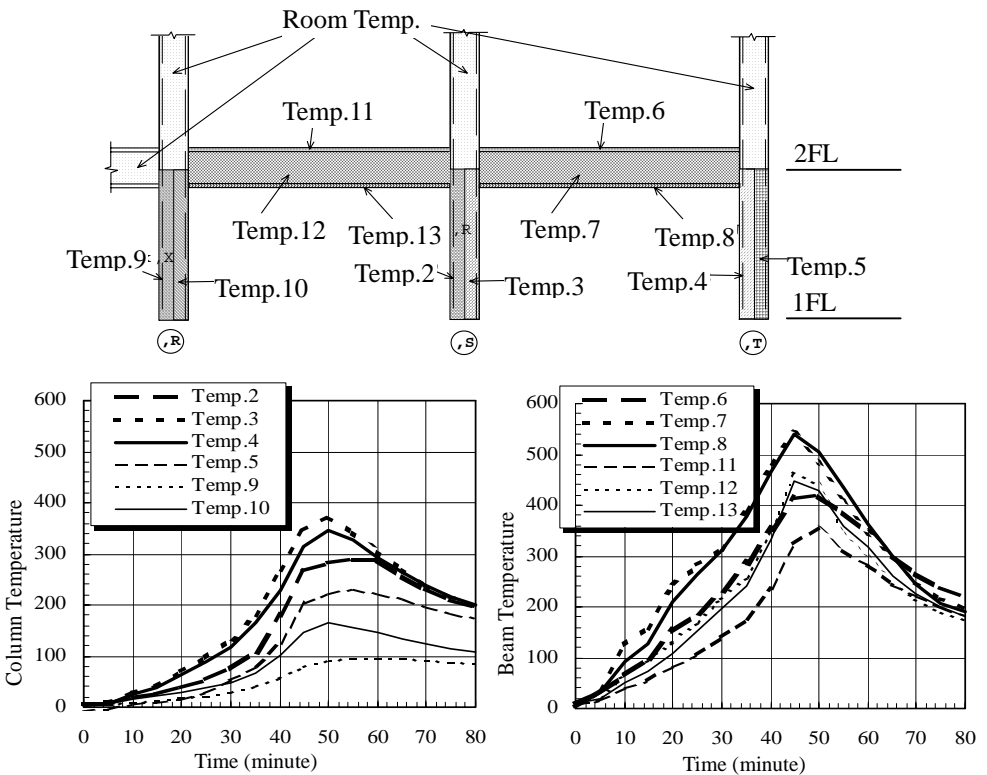 Room Temp.
Temp.11
Temp.6
2FL
Temp.12
Temp.13
,R
Temp.7
Temp.8
Temp.9
,X
Temp.10
Temp.2
Temp.3
Temp.4
Temp.5
1FL
,R
,S
,T
Temp.2
Temp.3
Temp.4
Temp.5
Temp.9
Temp.10
Column Temperature
600
500
400
300
200
100
0
0 10 20 30 40 50 60 70 80
Time (minute)
Temp.6
Temp.7
Temp.8
Temp.11
Temp.12
Temp.13
Beam Temperature
600
500
400
300
200
100
0
0 10 20 30 40 50 60 70 80
Time (minute)